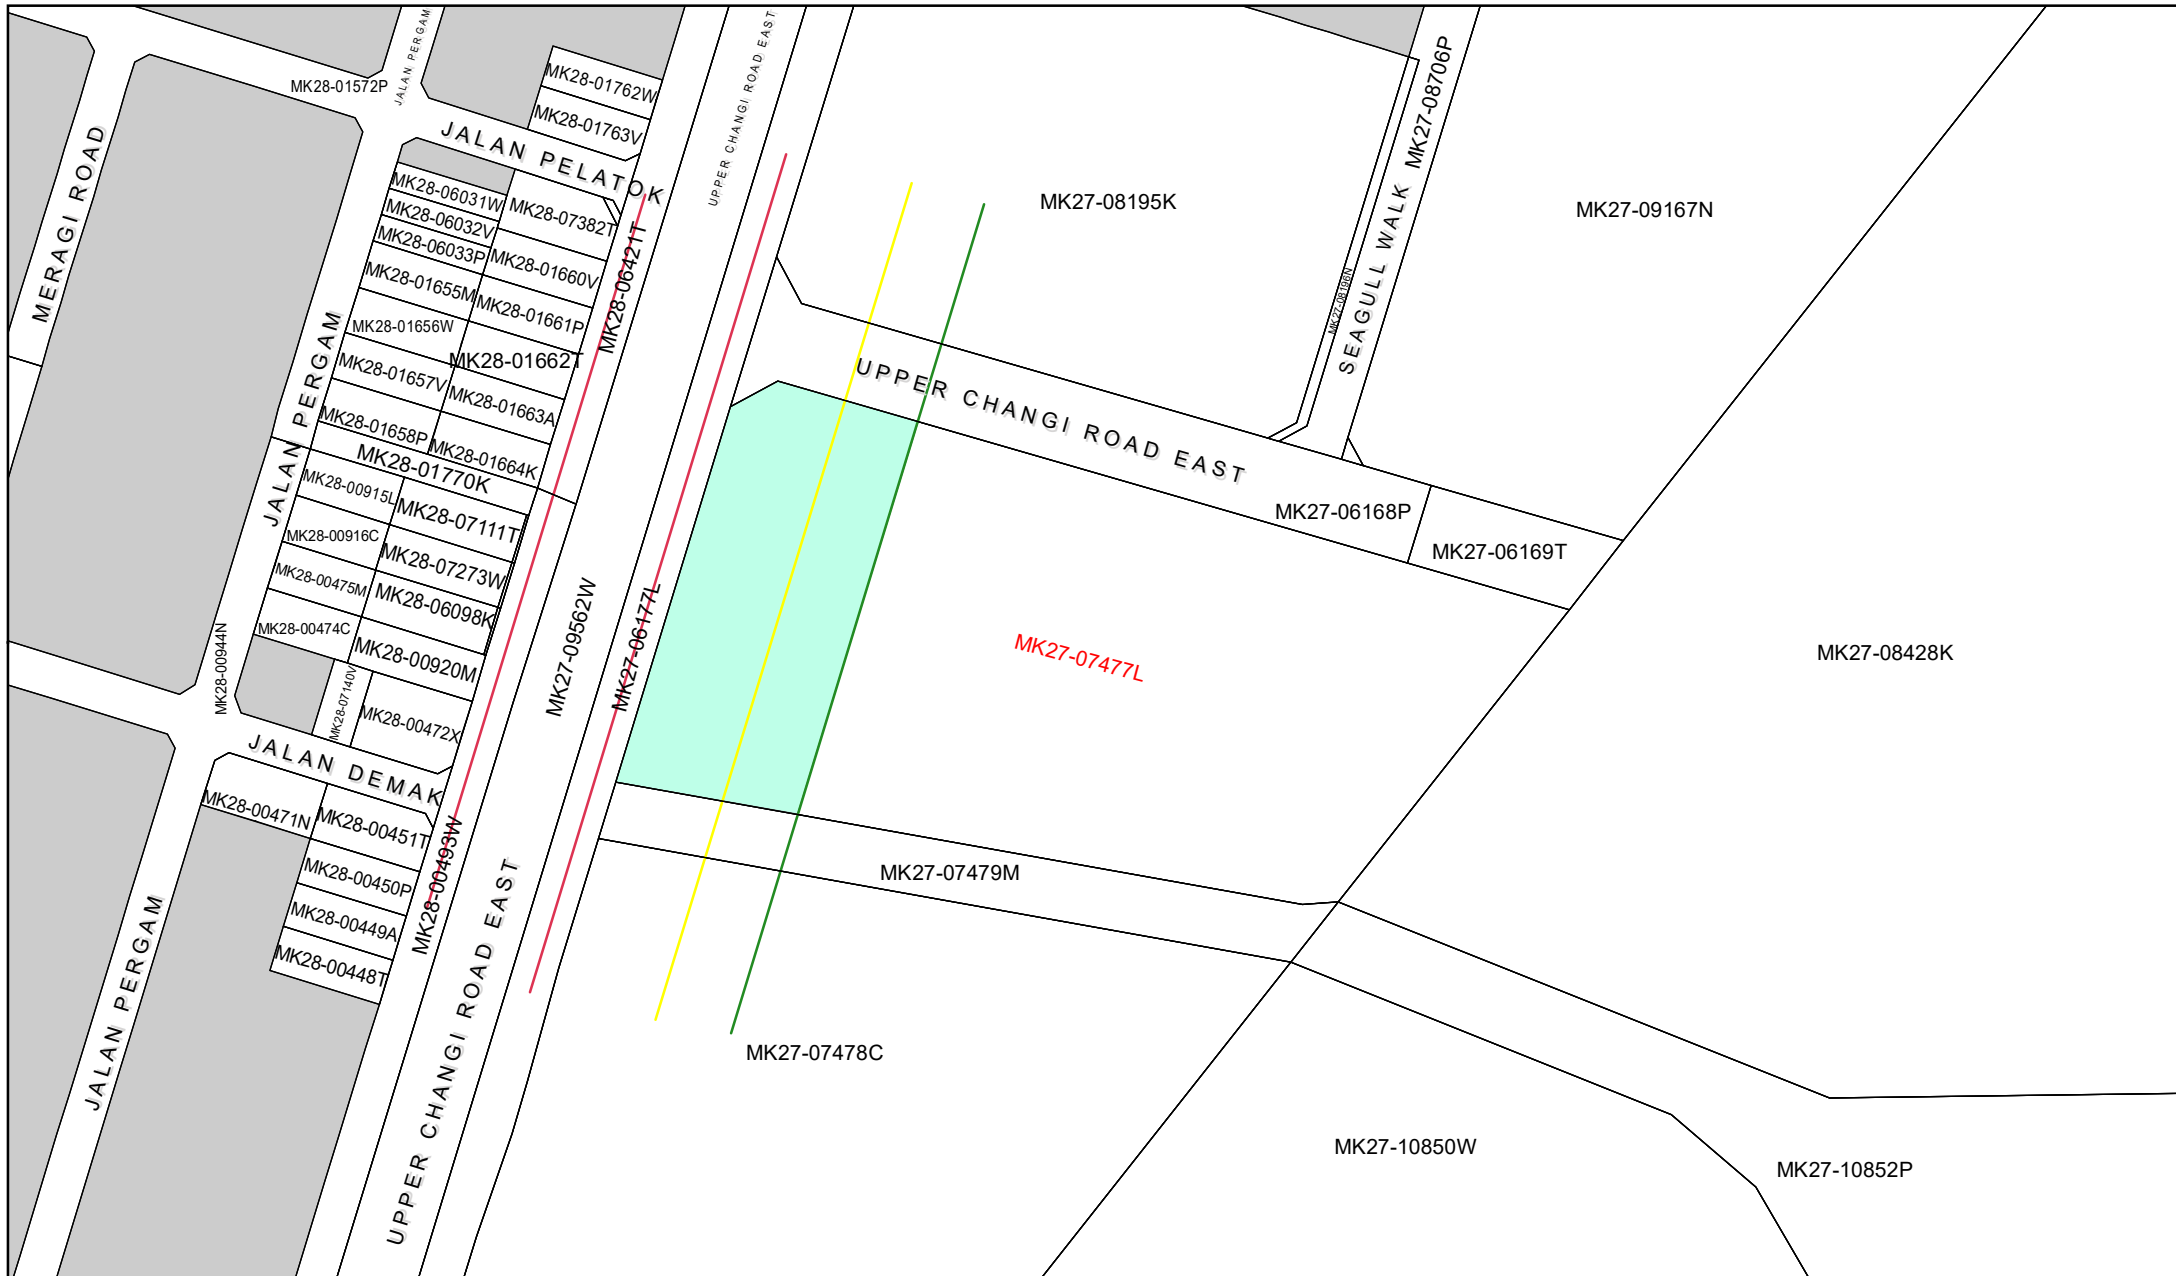 JALAN PERGAM
UPPER CHANGI ROAD EAST
MK28-01572P
MK28-01762W
MK28-01763V
JALAN PELATOK
MERAGI ROAD
MK27-08706P
SEAGULL WALK
MK27-08195K
MK27-09167N
MK28-06031W
MK28-06032V
MK28-06033P
MK28-07382T
MK28-01660V
MK28-06421T
MK28-01655M
MK28-01661P
MK27-08196N
MK28-01656W
MK28-01662T
MK28-01657V
MK28-01663A
JALAN PERGAM
UPPER CHANGI ROAD EAST
MK28-01658P
MK28-01664K
MK28-01770K
JALAN PERGAM
MK28-00915L
MK28-07111T
MK27-06168P
MK27-06169T
MK28-00916C
MK28-07273W
MK28-00475M
MK28-06098K
MK28-00474C
MK28-00920M
MK28-00944N
MK27-09562W
MK27-06177L
MK27-07477L
MK27-08428K
MK28-07140V
MK28-00472X
JALAN DEMAK
MK28-00471N
MK28-00451T
MK28-00450P
MK28-00493W
MK28-00449A
MK28-00448T
MK27-07479M
JALAN PERGAM
UPPER CHANGI ROAD EAST
MK27-07478C
MK27-10850W
MK27-10852P